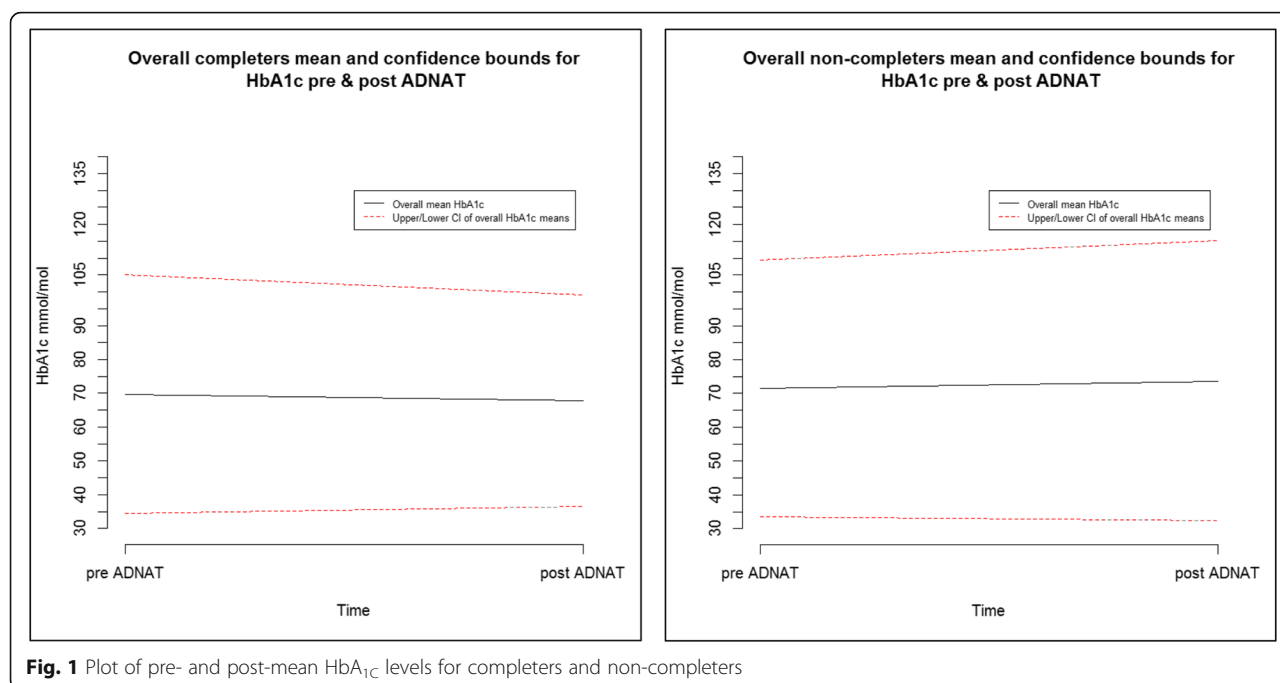 Overall completers mean and confidence bounds for
HbA1c pre & post ADNAT
HbA1c mmol/mol
135
120
105
90
80
70
60
50
40
30
Overall mean HbA1c
Upper/Lower CI of overall HbA1c means
pre ADNAT
post ADNAT
Time
Overall non-completers mean and confidence bounds for
HbA1c pre & post ADNAT
HbA1c mmol/mol
135
120
105
90
80
70
60
50
40
30
Overall mean HbA1c
Upper/Lower CI of overall HbA1c means
pre ADNAT
post ADNAT
Time
Fig. 1 Plot of pre- and post-mean HbA1C levels for completers and non-completers